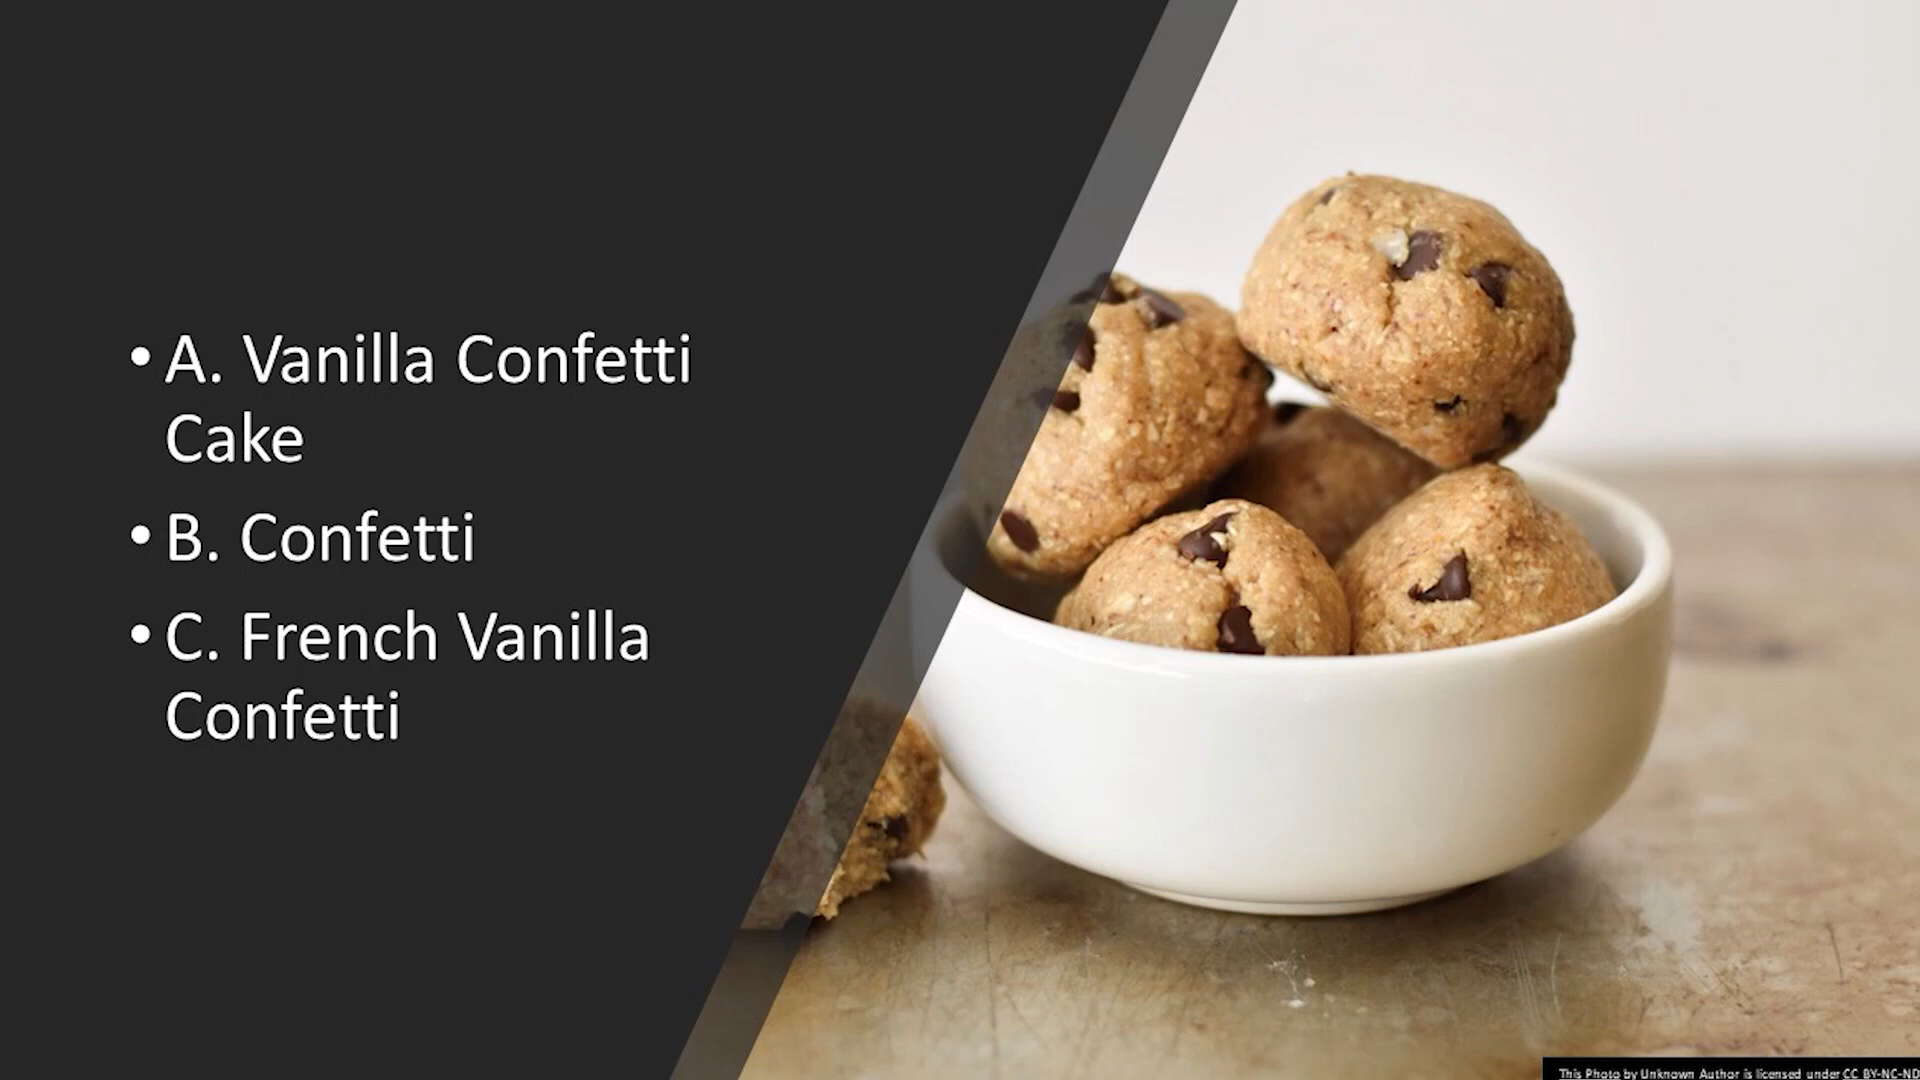 • A. Vanilla Confetti
Cake
• B. Confetti
• C. French Vanilla
Confetti
This Photo by Unknown Author is licensed under CC BY-NC-ND